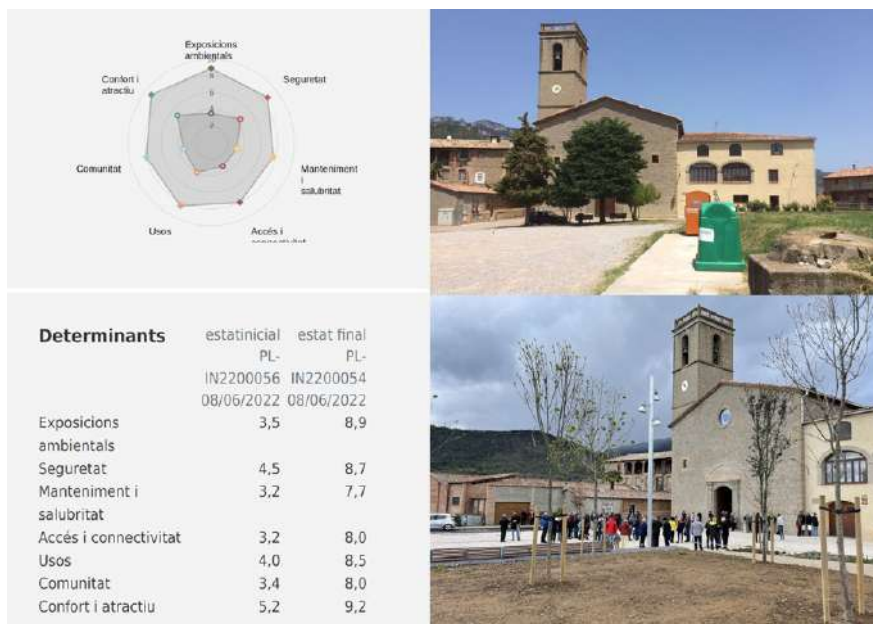 Exposicions
ambientals
Confort i
atractiu
Seguretat
Comunitat
Manteniment
i
salubritat
Usos
Accés i
Determinants
estatinicial estat final
PL- PL-
IN2200056 IN2200054
08/06/2022 08/06/2022
Exposicions 3,5 8,9
ambientals
Seguretat 4,5 8,7
Manteniment i 3,2 7,7
salubritat
Accés i connectivitat 3,2 8,0
Usos 4,0 8,5
Comunitat 3,4 8,0
Confort i atractiu 5,2 9,2